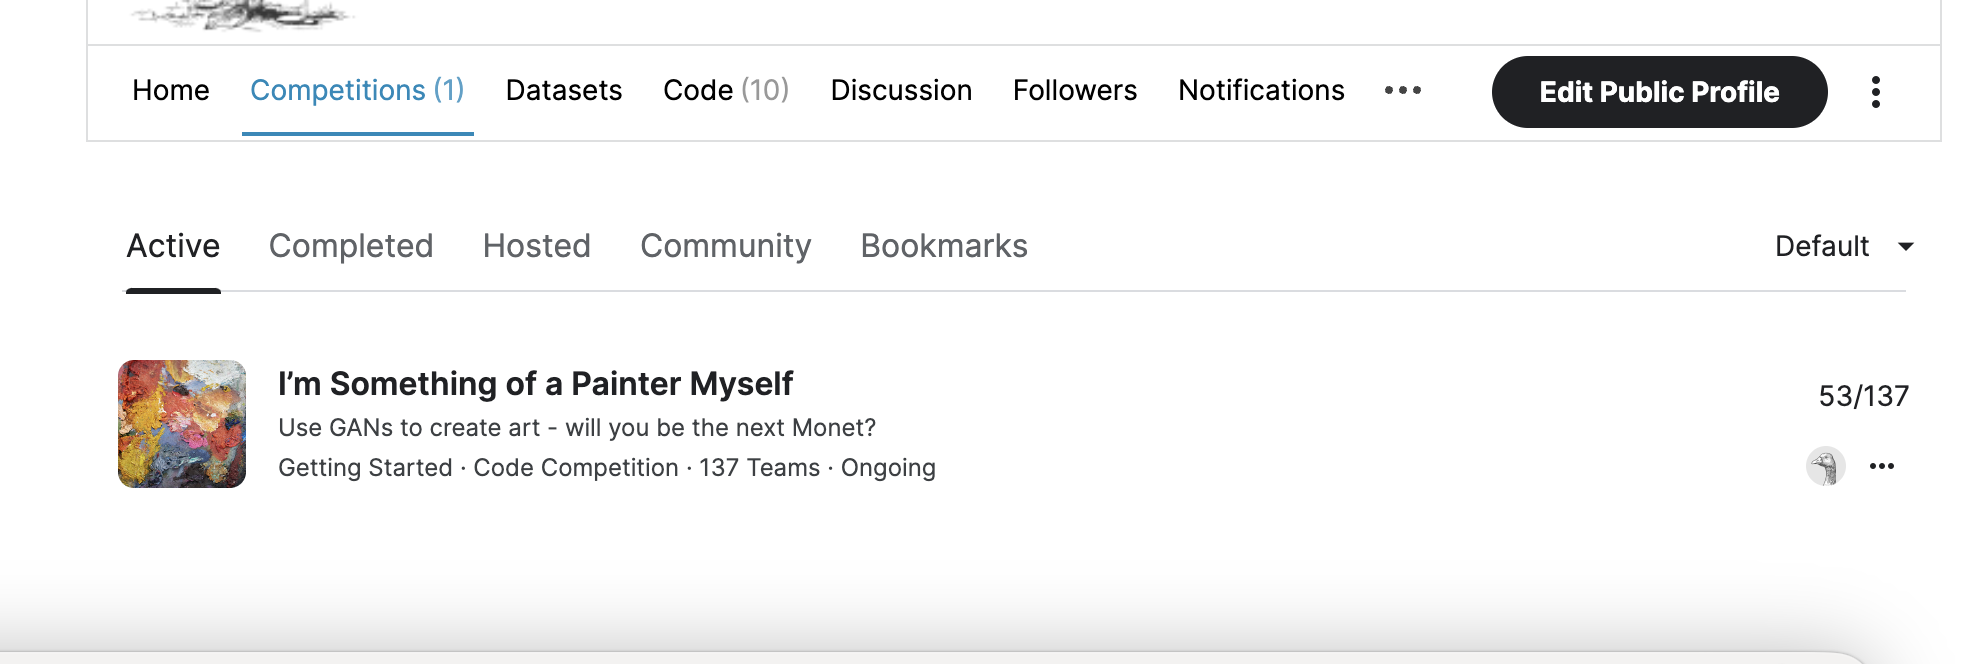 Home Competitions (1) Datasets Code (10) Discussion Followers Notifications ••• Edit Public Profile
Active Completed Hosted Community Bookmarks Default
I’m Something of a Painter Myself
53/137
Use GANs to create art - will you be the next Monet?
Getting Started · Code Competition · 137 Teams · Ongoing